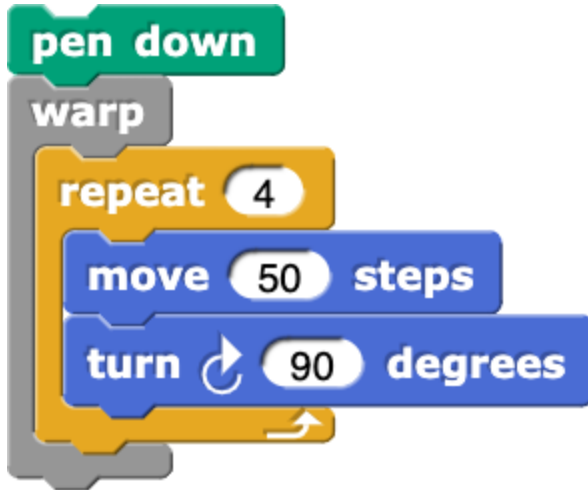 pen down
warp
repeat 4
move 50 steps
turn 90 degrees